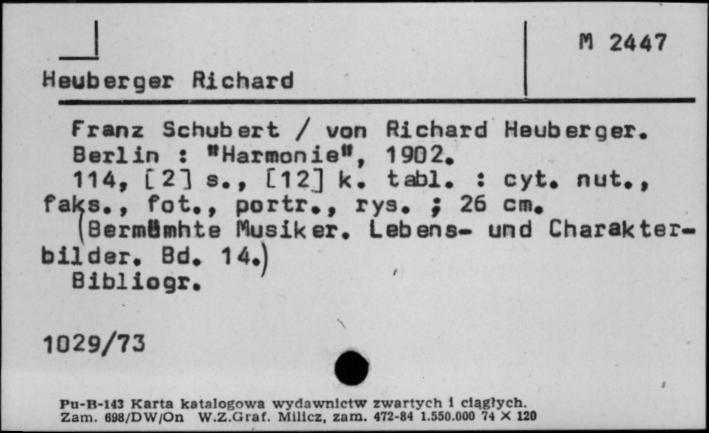 M 2447
Heuberger Richard
Franz Schubert / von Richard Heuberger.
Berlin : "Harmonie", 1902.
114, [2] s., [12] k. tabl. : cyt. nut.,
faks., fot., portr., rys. ; 26 cm.
(Bermümhte Musiker. Lebens- und Charakter-
bilder. Bd. 14.)
Bibliogr.
1029/73
Pu-B-143 Karta katalogowa wydawnictw zwartych i ciągłych.
Zam. 698/DW/On W.Z.Graf. Milicz, zam. 472-84 1.550.000 74 X 120